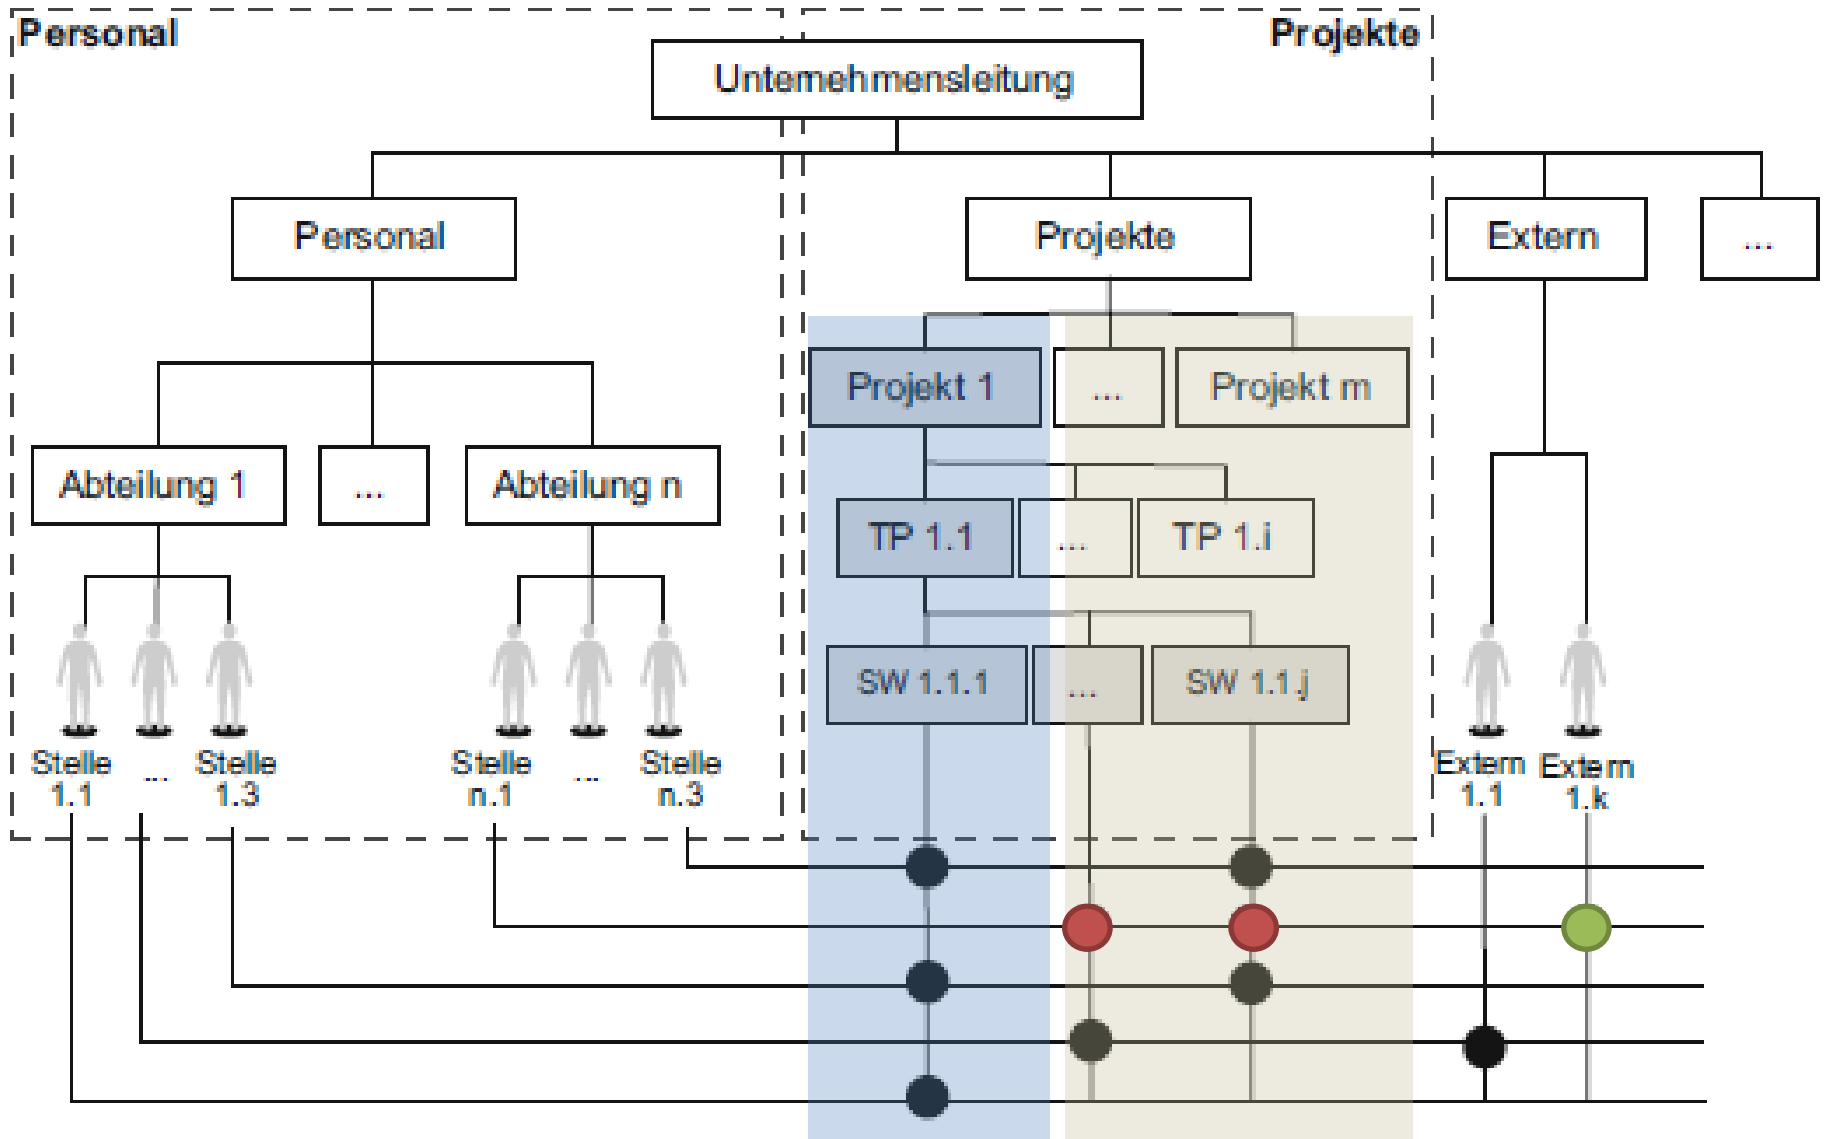 Personal
Projekte
Unternehmensleitung
Personal
Projekte
Extern
...
Projekt 1
...
Projekt m
Abteilung 1
...
Abteilung n
TP 1.1
...
TP 1.i
SW 1.1.1
...
SW 1.1.j
Stelle
1.1
...
Stelle
1.3
Stelle
n.1
...
Stelle
n.3
Extern
1.1
Extern
1.k